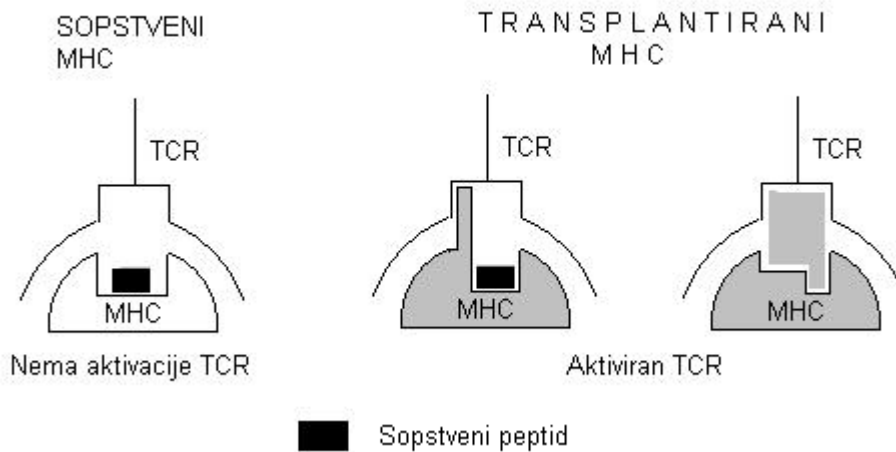 SOPSTVENI
MHC
TRANSPLANTIRANI
MHC
TCR
TCR
TCR
MHC
MHC
MHC
Nema aktivacije TCR
Aktiviran TCR
Sopstveni peptid